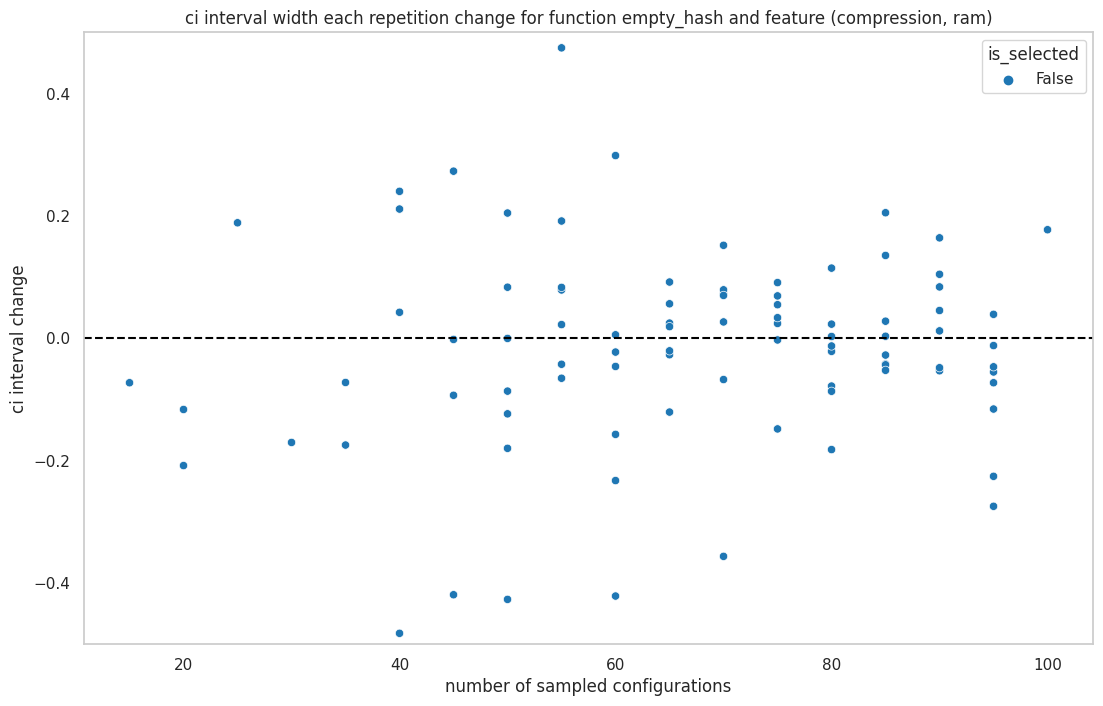 ci interval width each repetition change for function empty_hash and feature (compression, ram)
is_selected
False
ci interval change
0.4
0.2
0.0
−0.2
−0.4
20
40
60
80
100
number of sampled configurations